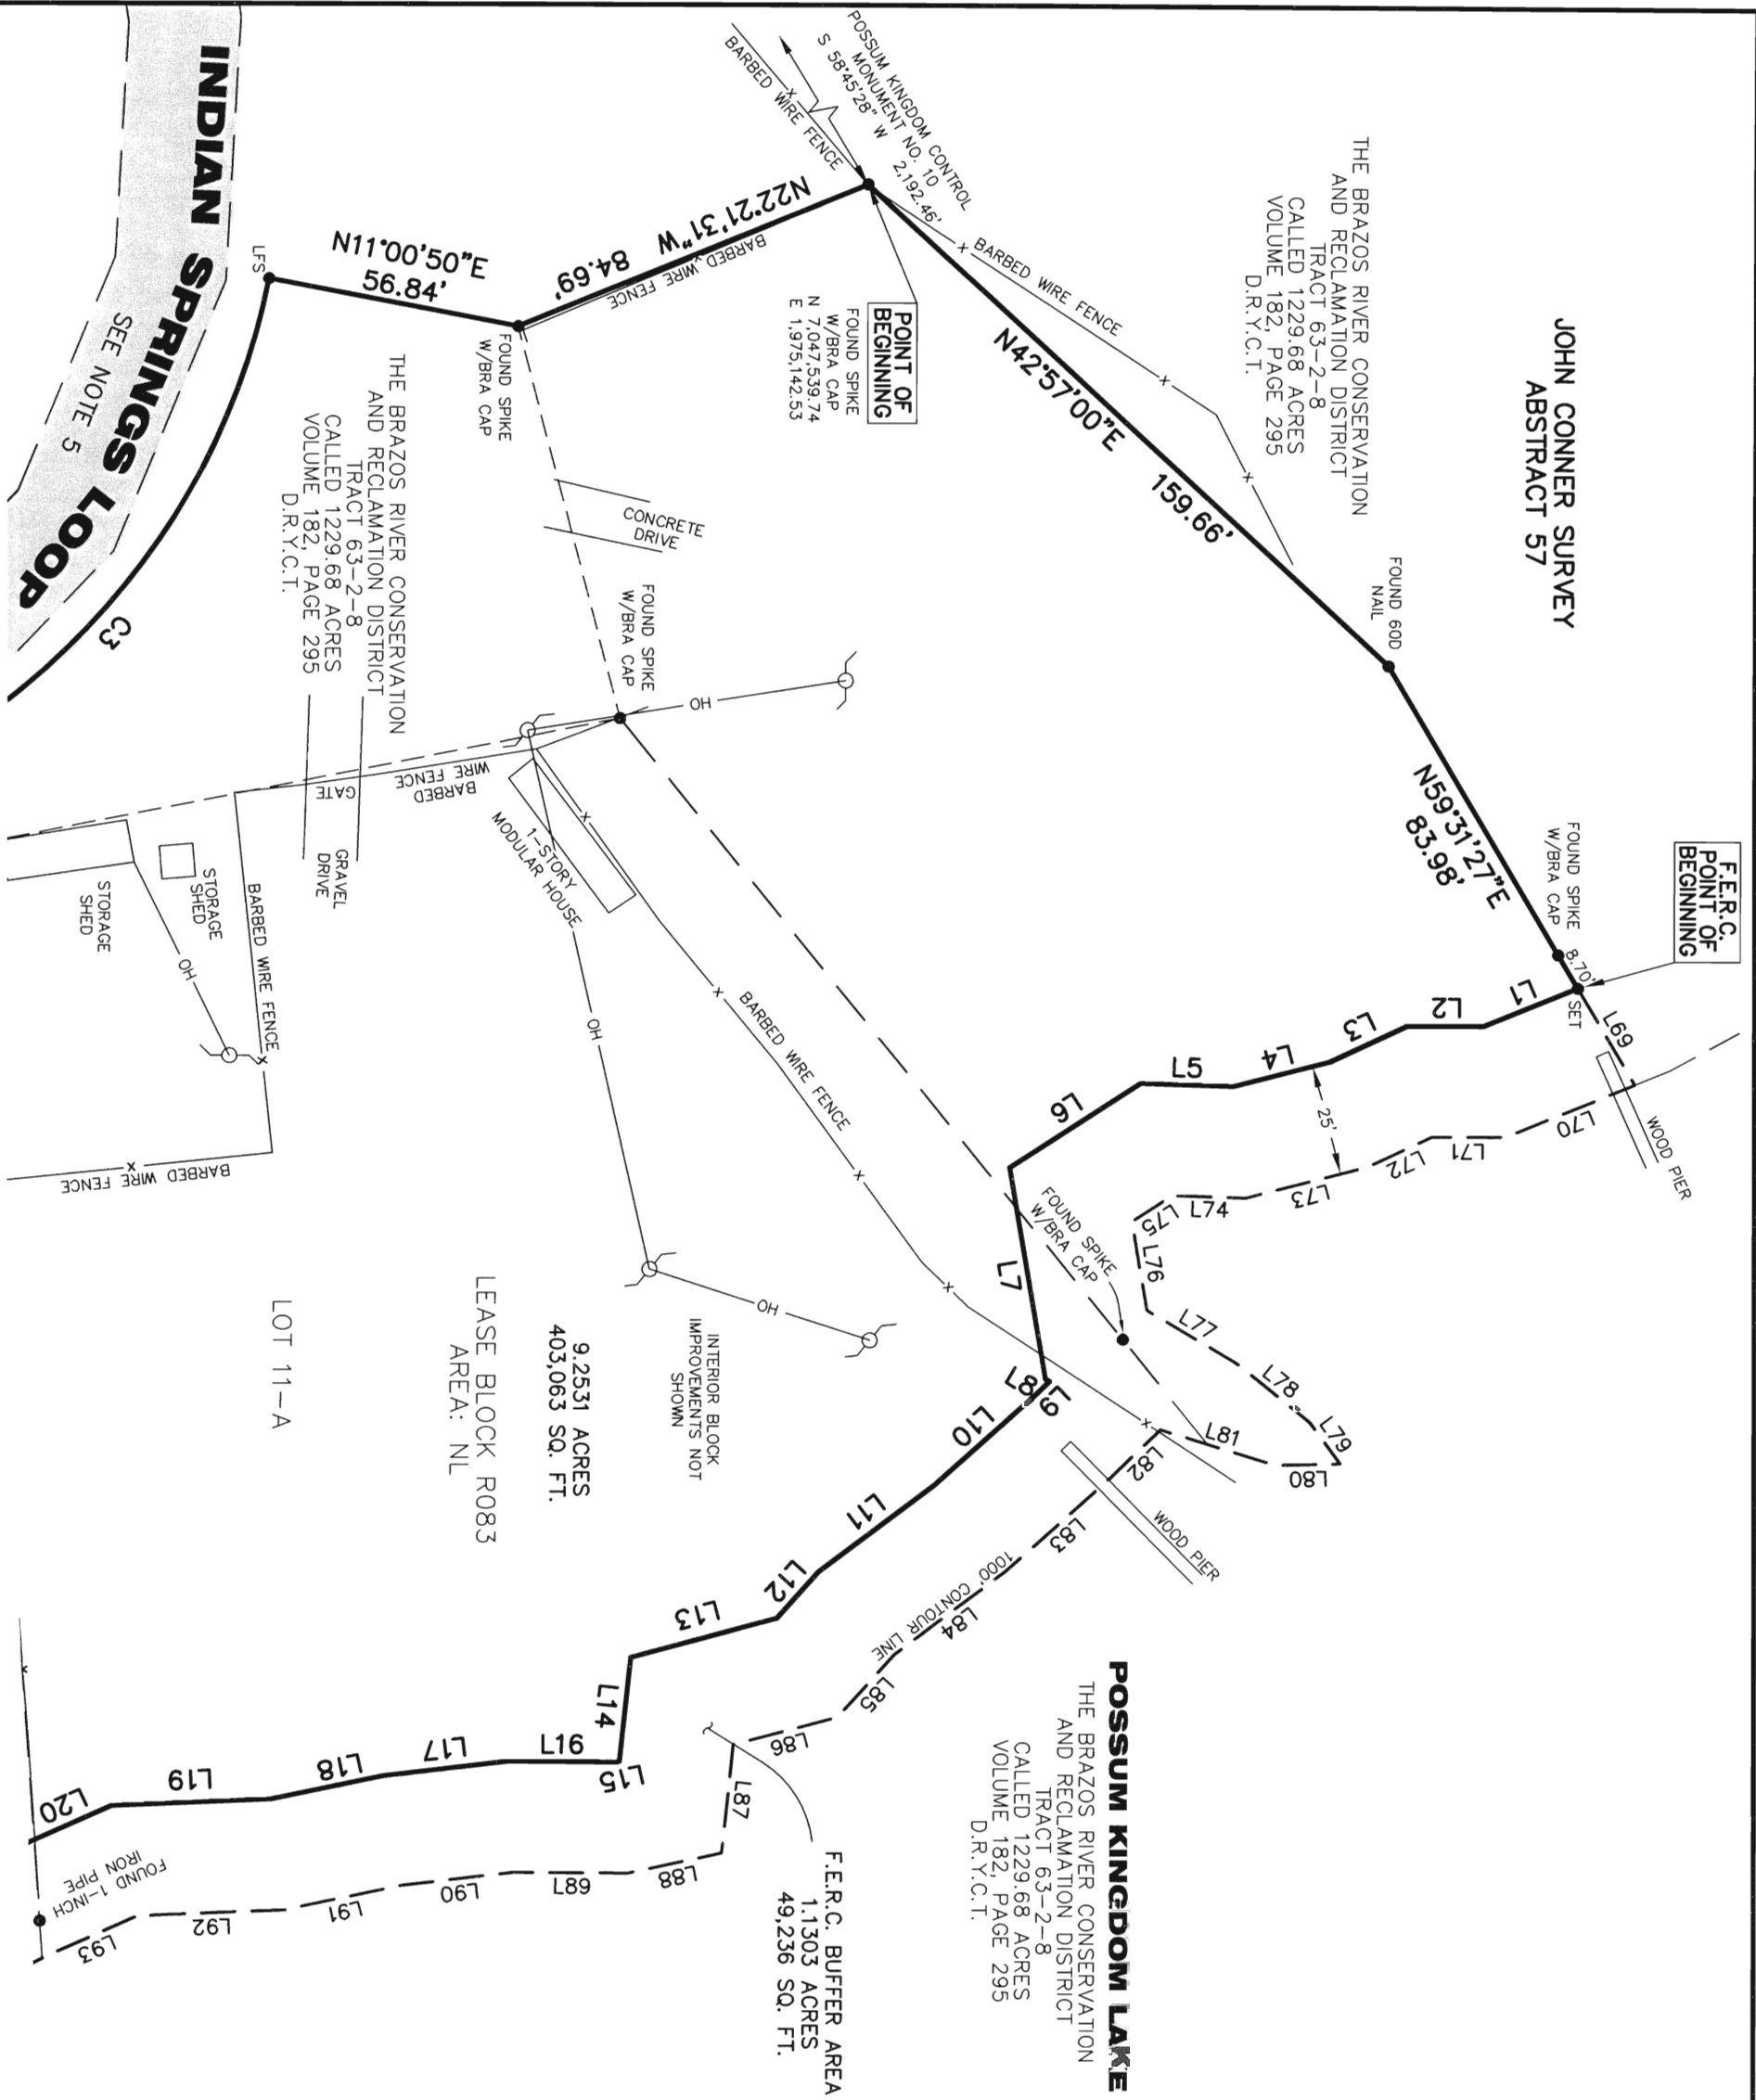 JOHN CONNER SURVEY
ABSTRACT 57
F.E.R.C.
POINT OF
BEGINNING
THE BRAZOS RIVER CONSERVATION
AND RECLAMATION DISTRICT
TRACT 63-2-8
CALLED 1229.68 ACRES
VOLUME 182, PAGE 295
D.R.Y.C.T.
POSSUM KINGDOM CONTROL
MONUMENT NO. 10
S 58°45'28" W 2,192.46'
BARBED WIRE FENCE
BARBED WIRE FENCE
N42°57'00"E
159.66'
FOUND 60D
NAIL
N59°31'27"E
83.98'
FOUND SPIKE
W/BRA CAP
8.70'
SET
L69
WOOD PIER
L1
L2
L3
L4
L5
L6
L7
L8
L9
L10
L11
L12
L13
L14
L15
L16
L17
L18
L19
L20
25'
L70
L71
L72
L73
L74
L75
L76
L77
L78
L79
L80
L81
L82
L83
L84
L85
L86
L87
L88
L89
L90
L91
L92
L93
1000' CONTOUR LINE
WOOD PIER
FOUND SPIKE
W/BRA CAP
POINT OF
BEGINNING
FOUND SPIKE
W/BRA CAP
N 7,047,539.74
E 1,975,142.53
N22°21'31"W
84.69'
BARBED WIRE FENCE
N11°00'50"E
56.84'
LFS
FOUND SPIKE
W/BRA CAP
CONCRETE
DRIVE
FOUND SPIKE
W/BRA CAP
OH
THE BRAZOS RIVER CONSERVATION
AND RECLAMATION DISTRICT
TRACT 63-2-8
CALLED 1229.68 ACRES
VOLUME 182, PAGE 295
D.R.Y.C.T.
INDIAN SPRINGS LOOP
SEE NOTE 5
C3
BARBED
WIRE FENCE
GATE
GRAVEL
DRIVE
1-STORY
MODULAR HOUSE
STORAGE
SHED
STORAGE
SHED
OH
BARBED WIRE FENCE
BARBED WIRE FENCE
BARBED WIRE FENCE
OH
OH
INTERIOR BLOCK
IMPROVEMENTS NOT
SHOWN
9.2531 ACRES
403,063 SQ. FT.
LEASE BLOCK R083
AREA: NL
LOT 11-A
POSSUM KINGDOM LAKE
THE BRAZOS RIVER CONSERVATION
AND RECLAMATION DISTRICT
TRACT 63-2-8
CALLED 1229.68 ACRES
VOLUME 182, PAGE 295
D.R.Y.C.T.
F.E.R.C. BUFFER AREA
1.1303 ACRES
49,236 SQ. FT.
FOUND 1-INCH
IRON PIPE